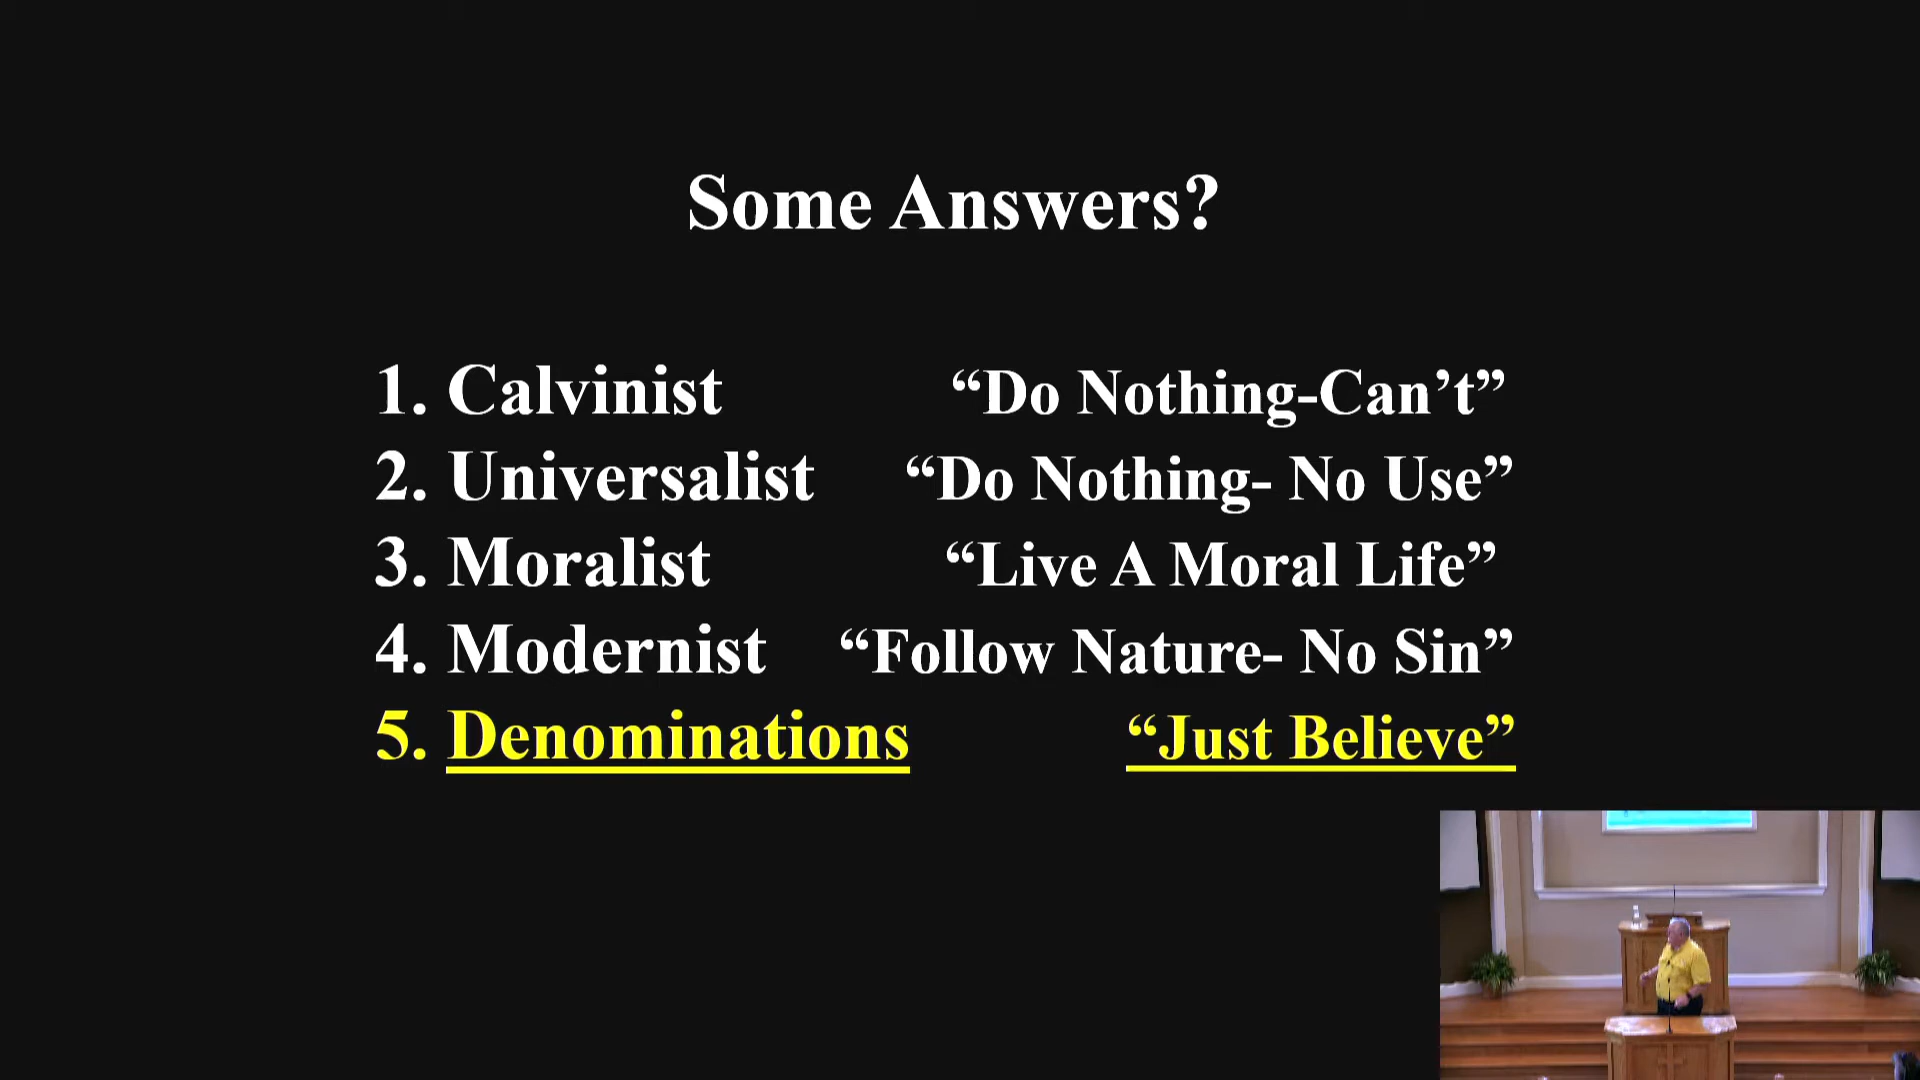 Some Answers?
1. Calvinist “Do Nothing-Can’t”
2. Universalist “Do Nothing- No Use”
3. Moralist “Live A Moral Life”
4. Modernist “Follow Nature- No Sin”
5. Denominations “Just Believe”